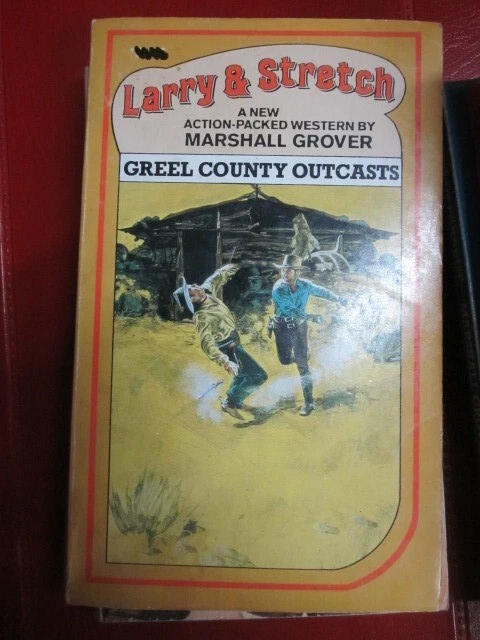 Larry & Stretch
A NEW
ACTION-PACKED WESTERN BY
MARSHALL GROVER
GREEL COUNTY OUTCASTS